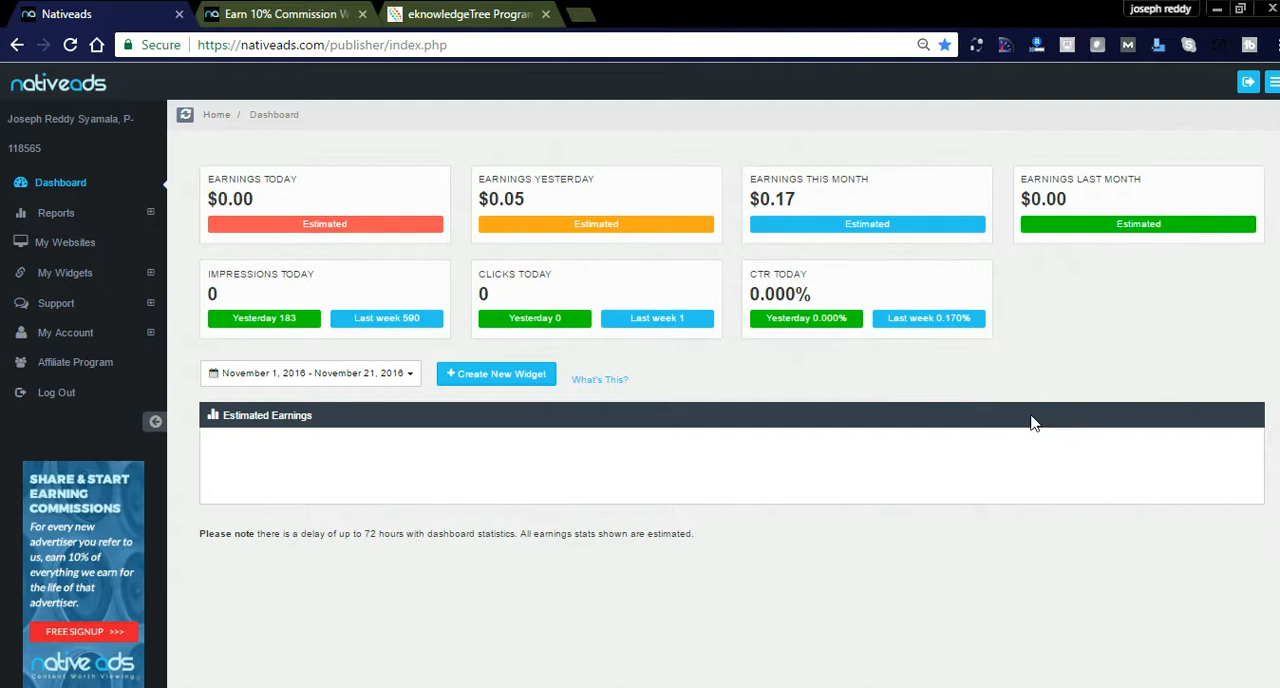 joseph reddy
Nativeads
Earn 10% Commission W
eknowledgeTree Program
Secure
https://nativeads.com/publisher/index.php
nativeads
Joseph Reddy Syamala, P-
118565
Dashboard
Reports
My Websites
My Widgets
Support
My Account
Affiliate Program
Log Out
SHARE & START
EARNING
COMMISSIONS
For every new
advertiser you refer to
us, earn 10% of
everything we earn for
the life of that
advertiser.
FREE SIGNUP >>>
native ads
Content Worth Viewing
Home / Dashboard
EARNINGS TODAY
$0.00
Estimated
EARNINGS YESTERDAY
$0.05
Estimated
EARNINGS THIS MONTH
$0.17
Estimated
EARNINGS LAST MONTH
$0.00
Estimated
IMPRESSIONS TODAY
0
Yesterday 183
Last week 590
CLICKS TODAY
0
Yesterday 0
Last week 1
CTR TODAY
0.000%
Yesterday 0.000%
Last week 0.170%
November 1, 2016 - November 21, 2016
+ Create New Widget
What's This?
Estimated Earnings
Please note there is a delay of up to 72 hours with dashboard statistics. All earnings stats shown are estimated.